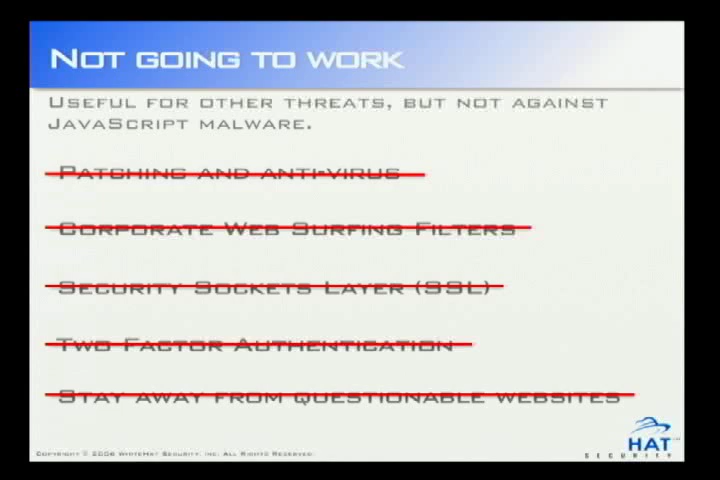 Not going to work
Useful for other threats, but not against
JavaScript malware.
Patching and anti-virus
Corporate Web Surfing Filters
Security Sockets Layer (SSL)
Two Factor Authentication
Stay away from questionable websites
HAT
SECURITY
Copyright © 2006 WhiteHat Security, inc. All Rights Reserved.